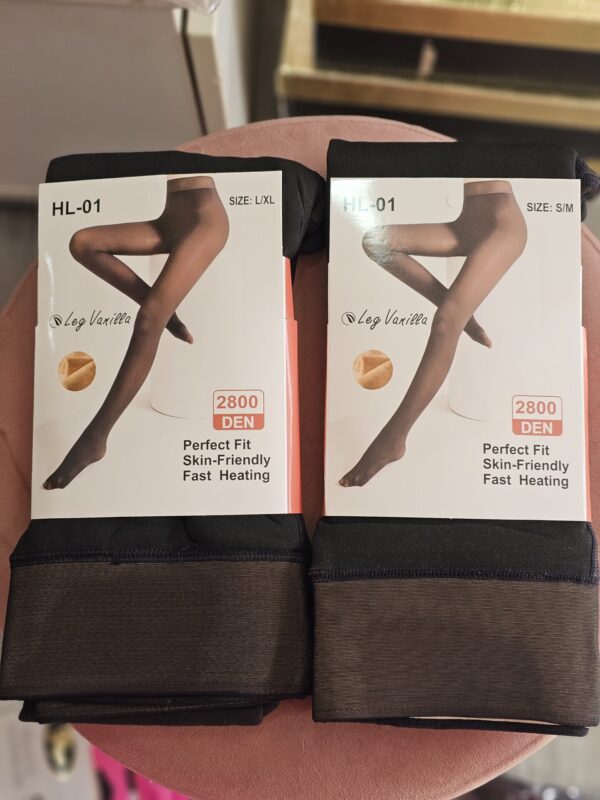 HL-01
SIZE: L/XL
Leg Vanilla
2800
DEN
Perfect Fit
Skin-Friendly
Fast Heating
HL-01
SIZE: S/M
Leg Vanilla
2800
DEN
Perfect Fit
Skin-Friendly
Fast Heating